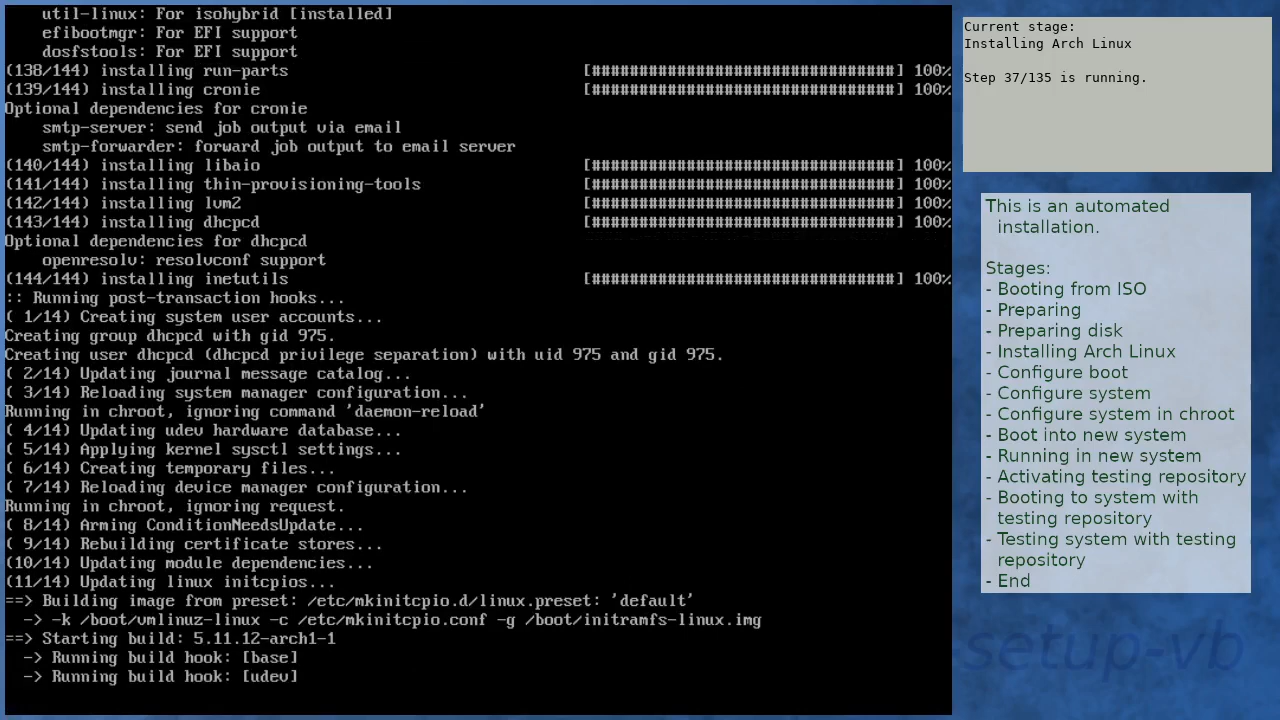 util-linux: For isohybrid [installed]
efibootmgr: For EFI support
dosfstools: For EFI support
(138/144) installing run-parts [################################] 100%
(139/144) installing cronie [################################] 100%
Optional dependencies for cronie
smtp-server: send job output via email
smtp-forwarder: forward job output to email server
(140/144) installing libaio [################################] 100%
(141/144) installing thin-provisioning-tools [################################] 100%
(142/144) installing lvm2 [################################] 100%
(143/144) installing dhcpcd [################################] 100%
Optional dependencies for dhcpcd
openresolv: resolvconf support
(144/144) installing inetutils [################################] 100%
:: Running post-transaction hooks...
( 1/14) Creating system user accounts...
Creating group dhcpcd with gid 975.
Creating user dhcpcd (dhcpcd privilege separation) with uid 975 and gid 975.
( 2/14) Updating journal message catalog...
( 3/14) Reloading system manager configuration...
Running in chroot, ignoring command 'daemon-reload'
( 4/14) Updating udev hardware database...
( 5/14) Applying kernel sysctl settings...
( 6/14) Creating temporary files...
( 7/14) Reloading device manager configuration...
Running in chroot, ignoring request.
( 8/14) Arming ConditionNeedsUpdate...
( 9/14) Rebuilding certificate stores...
(10/14) Updating module dependencies...
(11/14) Updating linux initcpios...
==> Building image from preset: /etc/mkinitcpio.d/linux.preset: 'default'
-> -k /boot/vmlinuz-linux -c /etc/mkinitcpio.conf -g /boot/initramfs-linux.img
==> Starting build: 5.11.12-arch1-1
-> Running build hook: [base]
-> Running build hook: [udev]
Current stage:
Installing Arch Linux
Step 37/135 is running.
This is an automated
installation.
Stages:
- Booting from ISO
- Preparing
- Preparing disk
- Installing Arch Linux
- Configure boot
- Configure system
- Configure system in chroot
- Boot into new system
- Running in new system
- Activating testing repository
- Booting to system with
testing repository
- Testing system with testing
repository
- End
setup-vb